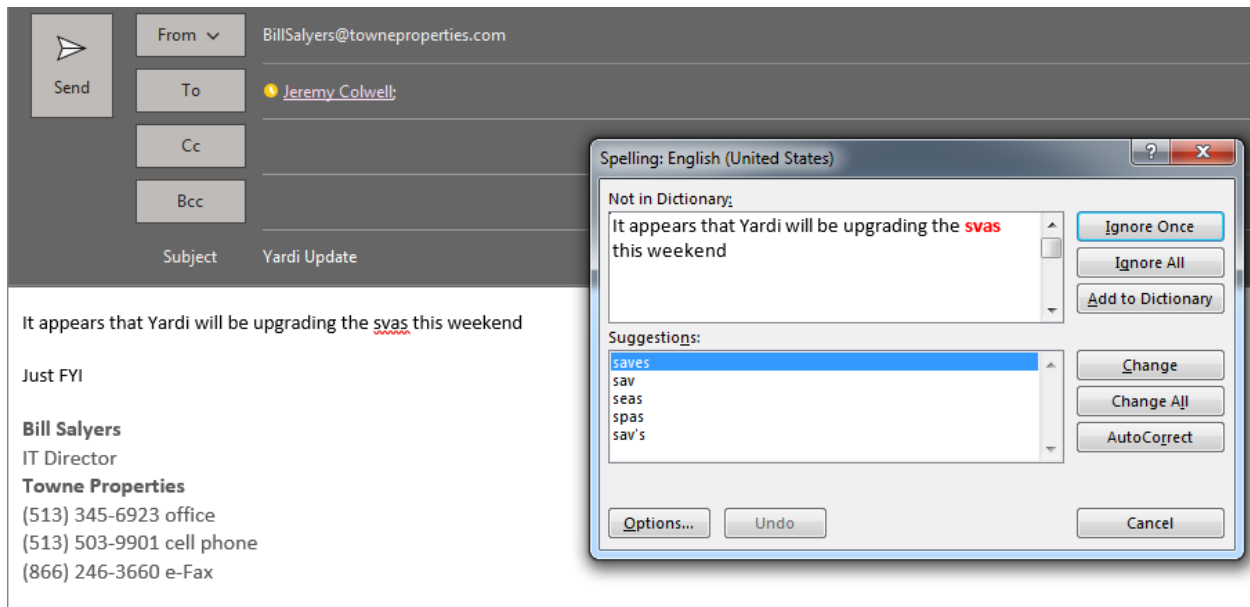 Send
From
BillSalyers@towneproperties.com
To
Jeremy Colwell;
Cc
Bcc
Subject
Yardi Update
It appears that Yardi will be upgrading the svas this weekend
Just FYI
Bill Salyers
IT Director
Towne Properties
(513) 345-6923 office
(513) 503-9901 cell phone
(866) 246-3660 e-Fax
Spelling: English (United States)
?
X
Not in Dictionary:
It appears that Yardi will be upgrading the svas
this weekend
Ignore Once
Ignore All
Add to Dictionary
Suggestions:
saves
sav
seas
spas
sav's
Change
Change All
AutoCorrect
Options...
Undo
Cancel